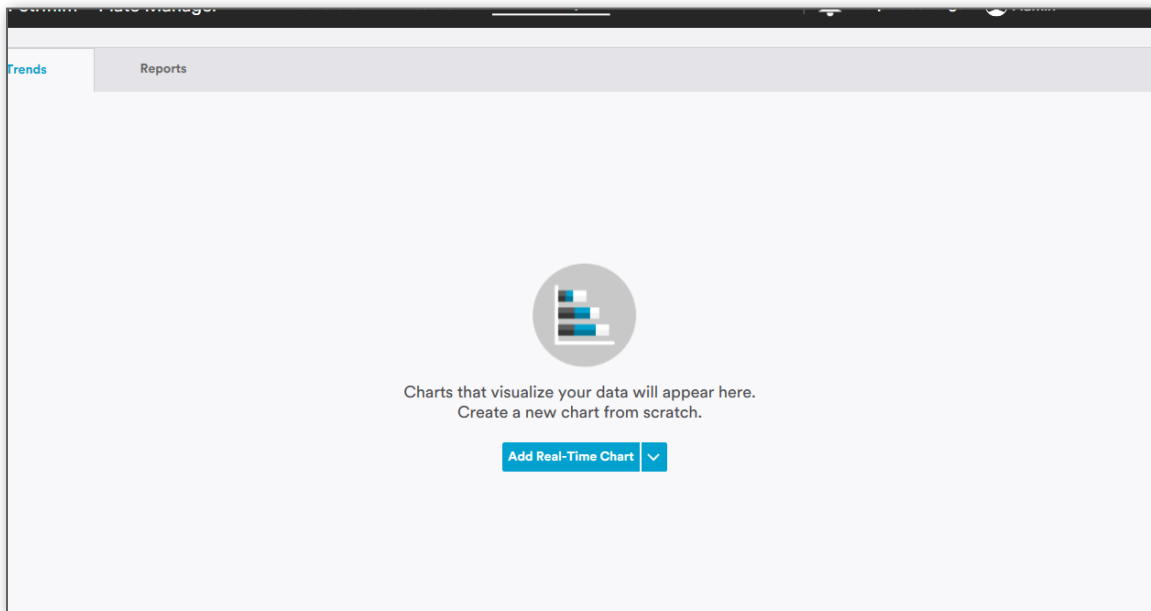 Trends
Reports
Charts that visualize your data will appear here.
Create a new chart from scratch.
Add Real-Time Chart